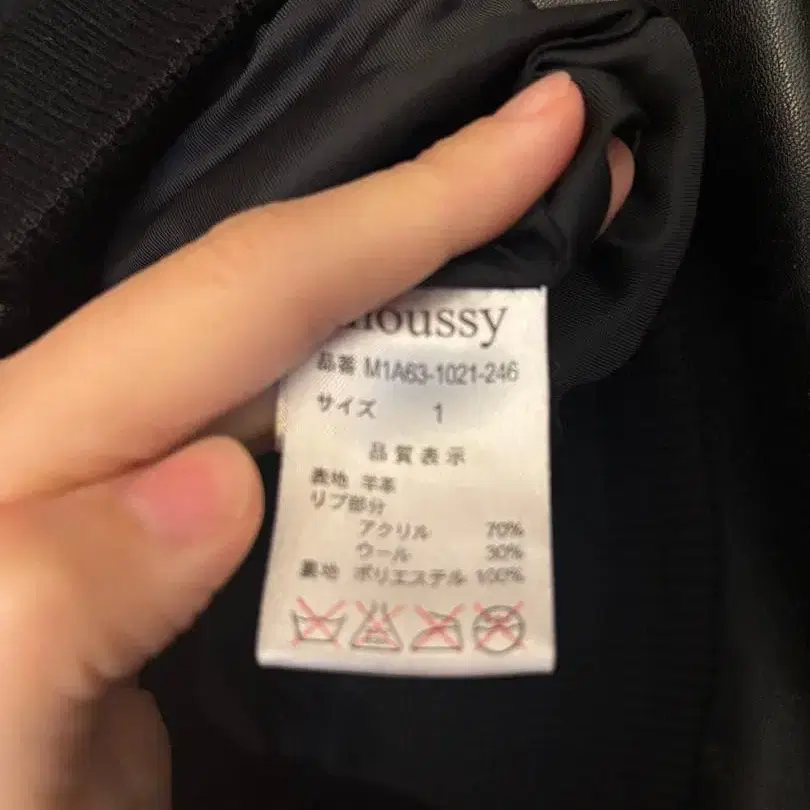 moussy
品番 M1A63-1021-246
サイズ 1
品質表示
表地 羊革
リブ部分
アクリル 70%
ウール 30%
裏地 ポリエステル 100%